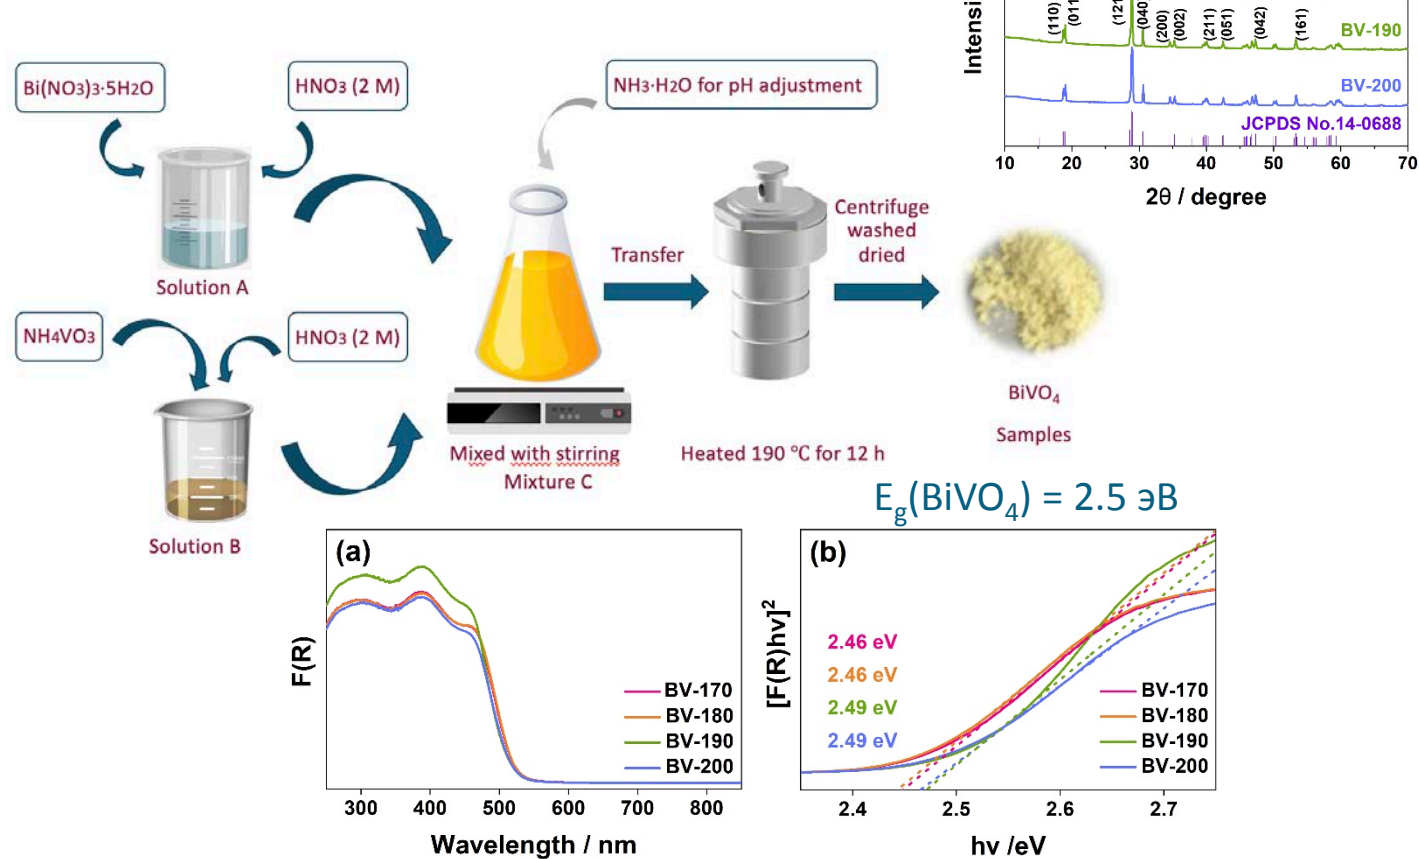 Intensi
(110)
(011
(121
(040
(200)
(002)
(211)
(051)
(042)
(161)
BV-190
BV-200
JCPDS No.14-0688
10 20 30 40 50 60 70
2θ / degree
Bi(NO3)3·5H2O
HNO3 (2 M)
NH3·H2O for pH adjustment
Solution A
Transfer
Centrifuge
washed
dried
NH4VO3
HNO3 (2 M)
Solution B
Mixed with stirring
Mixture C
Heated 190 °C for 12 h
BiVO4
Samples
Eg(BiVO4) = 2.5 эВ
(a)
F(R)
BV-170
BV-180
BV-190
BV-200
300 400 500 600 700 800
Wavelength / nm
(b)
[F(R)hν]²
2.46 eV
2.46 eV
2.49 eV
2.49 eV
BV-170
BV-180
BV-190
BV-200
2.4 2.5 2.6 2.7
hν /eV